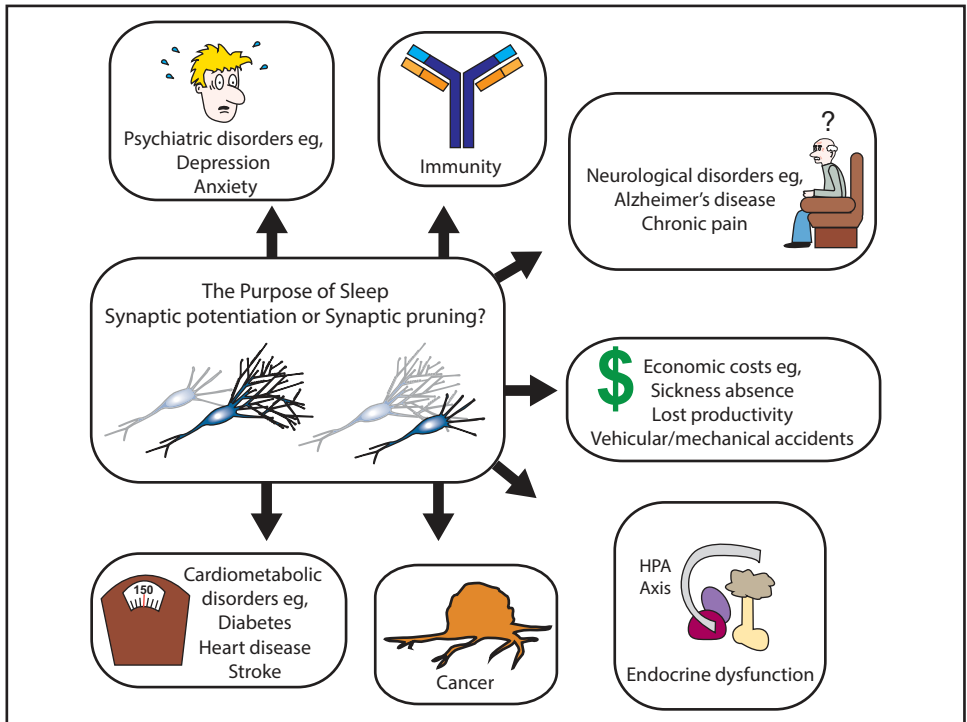 Psychiatric disorders eg,
Depression
Anxiety
Immunity
?
Neurological disorders eg,
Alzheimer's disease
Chronic pain
The Purpose of Sleep
Synaptic potentiation or Synaptic pruning?
$
Economic costs eg,
Sickness absence
Lost productivity
Vehicular/mechanical accidents
150
Cardiometabolic
disorders eg,
Diabetes
Heart disease
Stroke
Cancer
HPA
Axis
Endocrine dysfunction